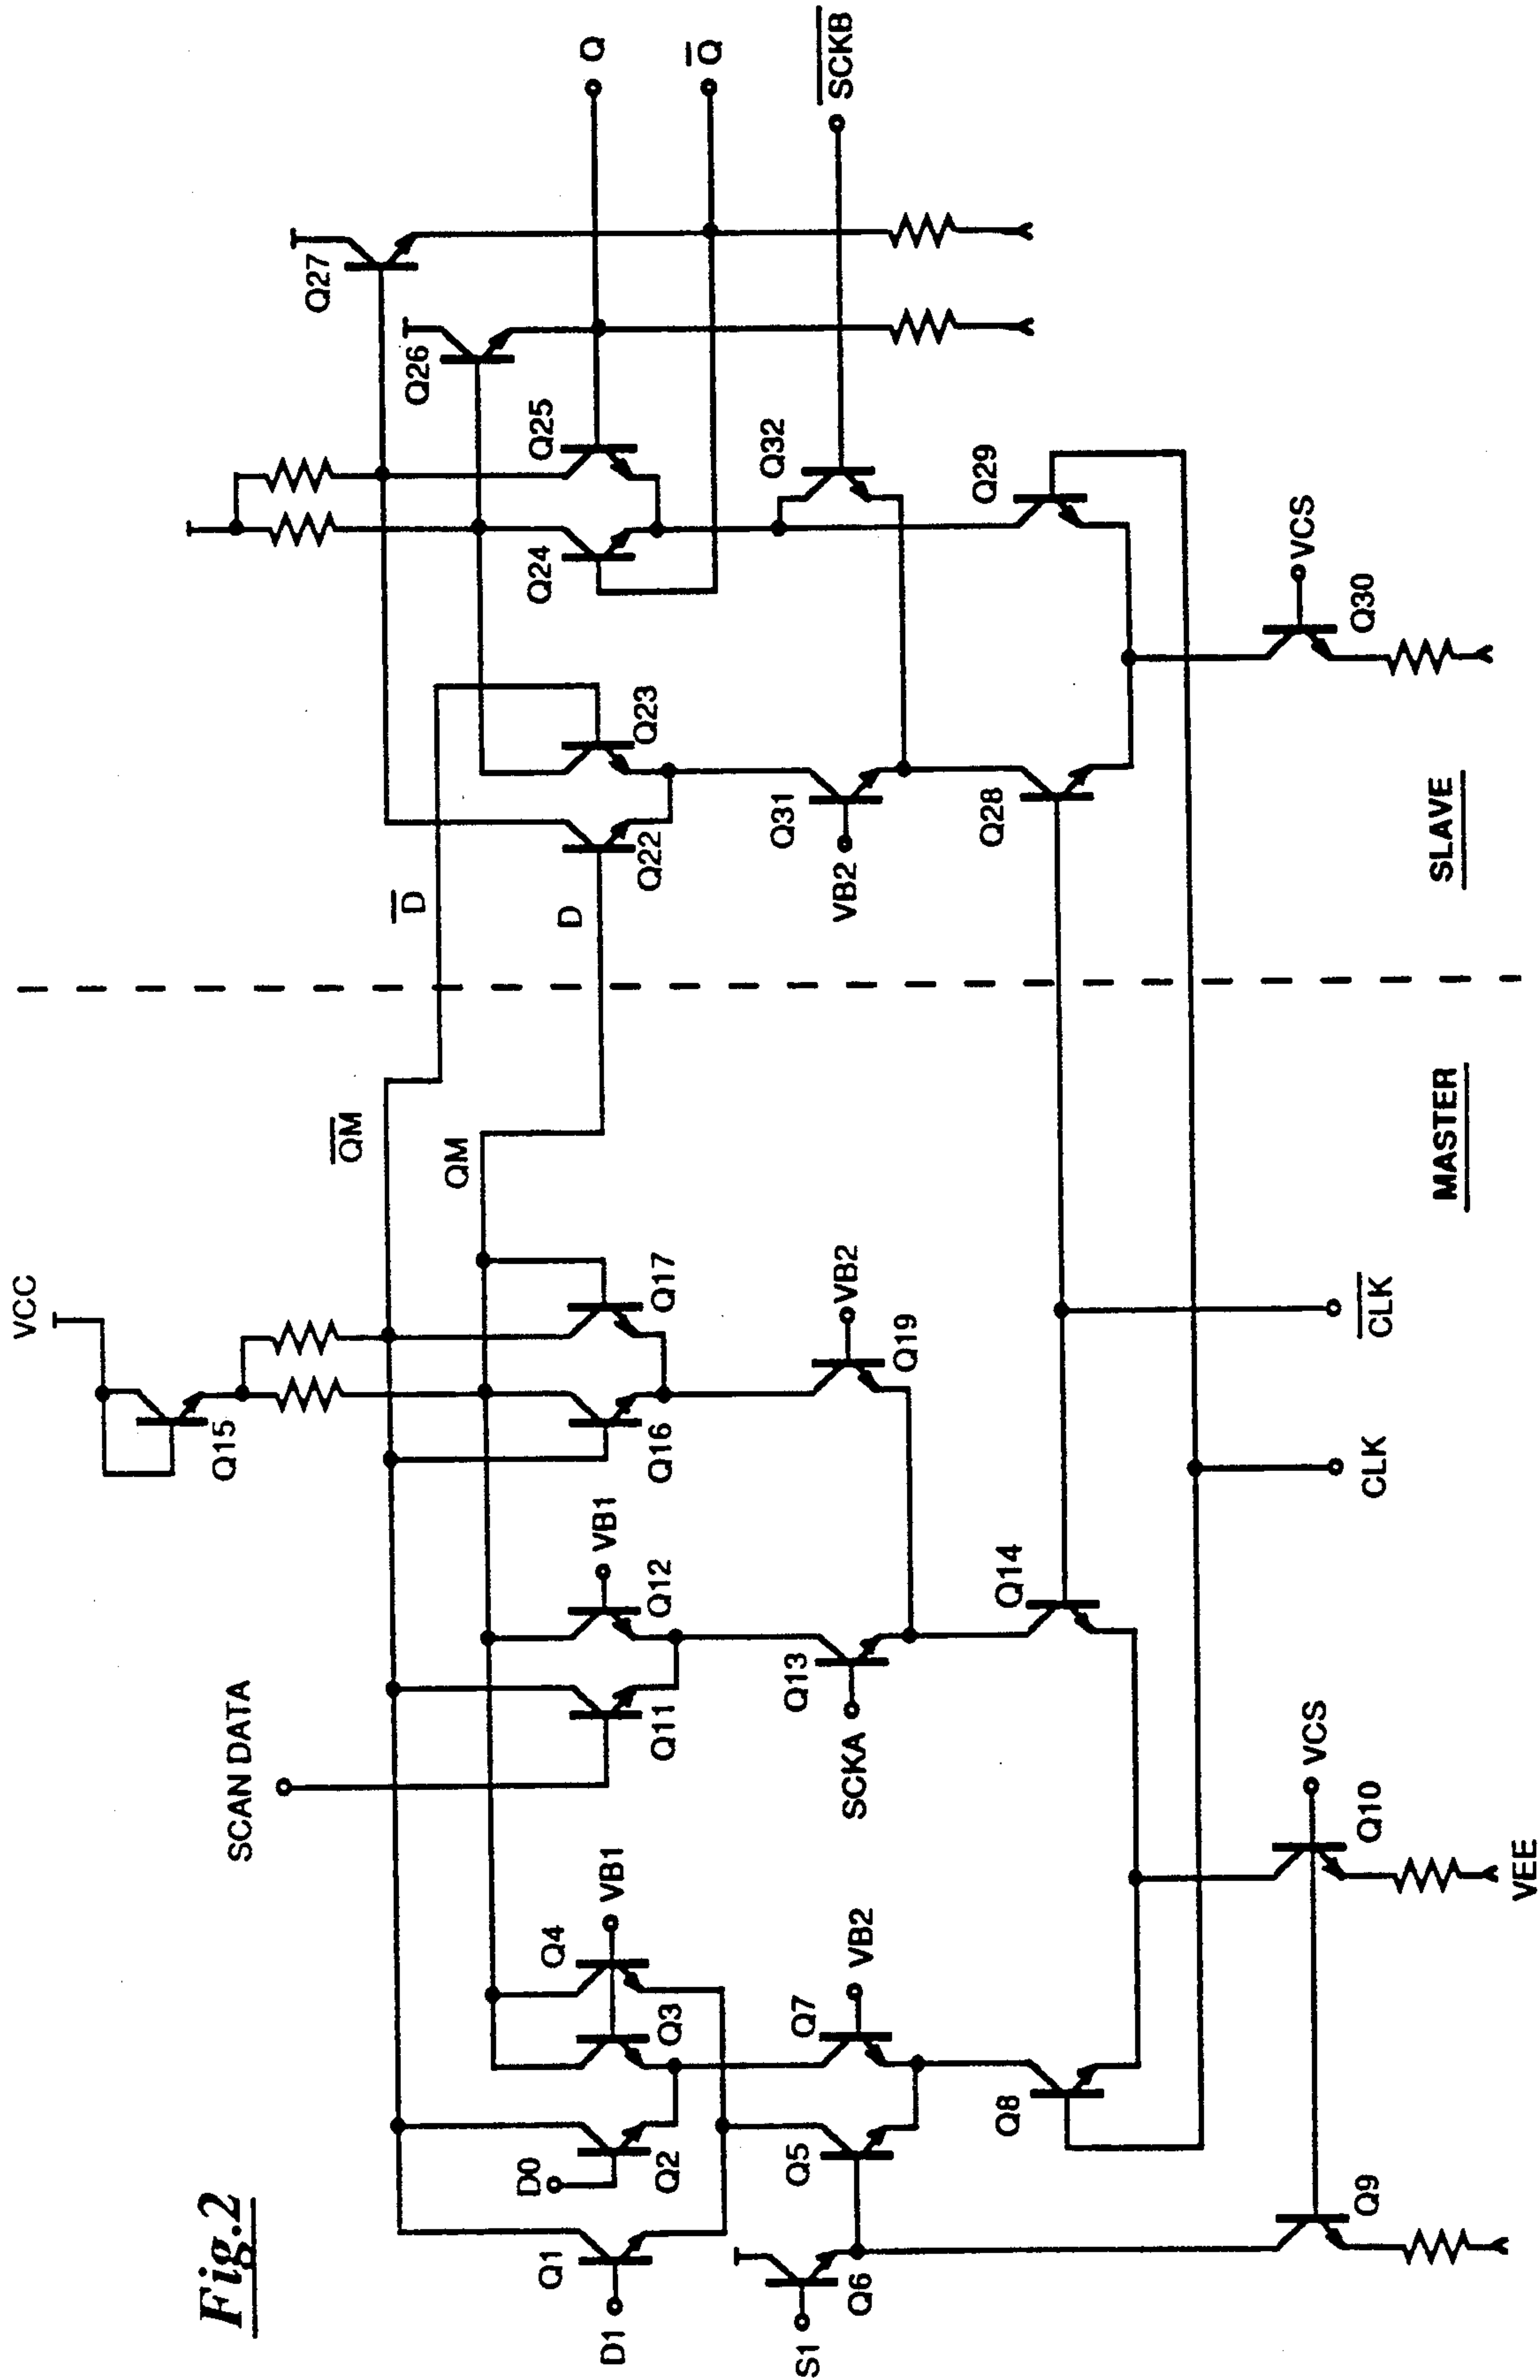 Fig.2
VCC
SCAN DATA
Q15
Q̅M̅
QM
D̅
D
Q27
Q26
Q
Q̅
S̅C̅K̅B̅
D1
Q1
D0
Q2
Q3
Q4
VB1
Q11
Q12
VB1
Q16
Q17
Q22
Q23
Q24
Q25
S1
Q6
Q5
Q7
VB2
SCKA
Q13
Q19
VB2
VB2
Q31
Q32
Q8
Q14
Q28
Q29
Q9
Q10
VCS
VEE
CLK
C̅L̅K̅
VCS
Q30
MASTER
SLAVE